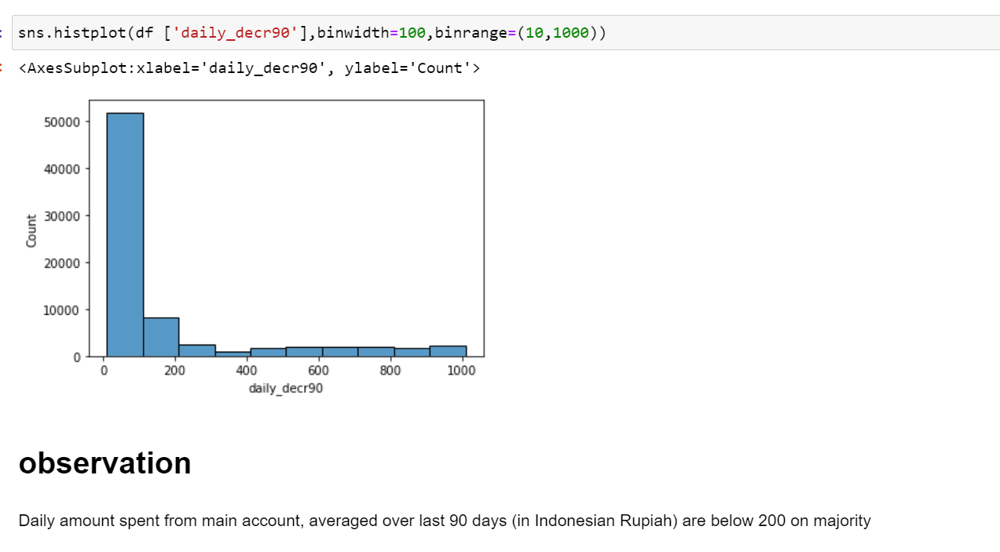 sns.histplot(df ['daily_decr90'],binwidth=100,binrange=(10,1000))
<AxesSubplot:xlabel='daily_decr90', ylabel='Count'>
50000
40000
30000
20000
10000
0
Count
0 200 400 600 800 1000
daily_decr90
observation
Daily amount spent from main account, averaged over last 90 days (in Indonesian Rupiah) are below 200 on majority